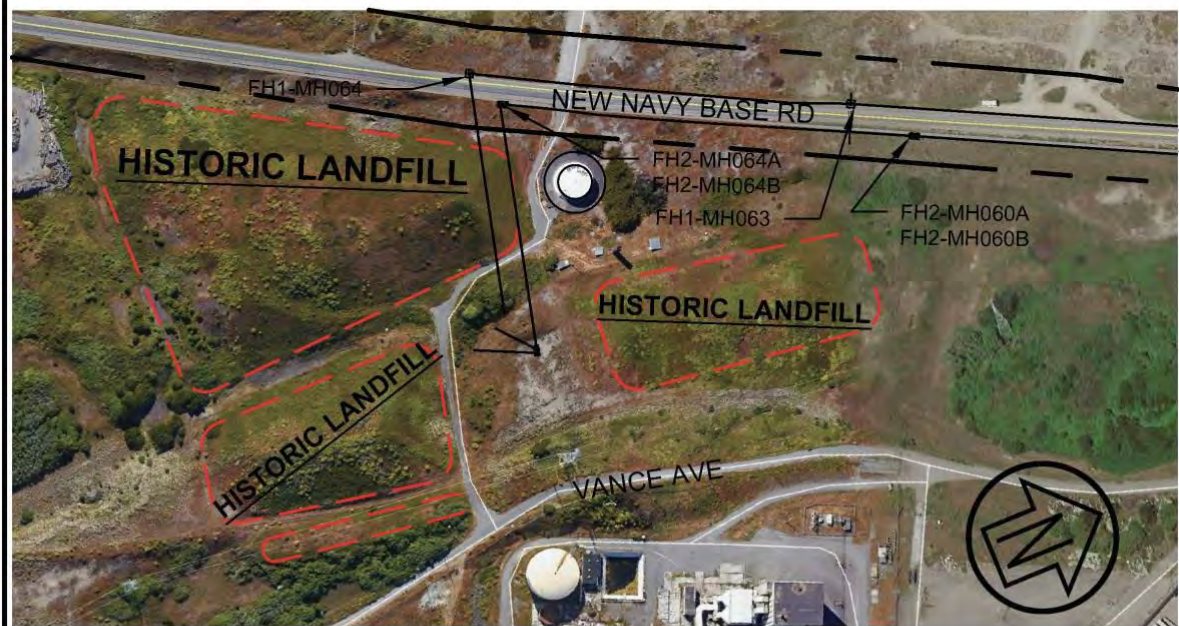 FH1-MH064
NEW NAVY BASE RD
HISTORIC LANDFILL
FH2-MH064A
FH2-MH064B
FH1-MH063
FH2-MH060A
FH2-MH060B
HISTORIC LANDFILL
HISTORIC LANDFILL
VANCE AVE
N